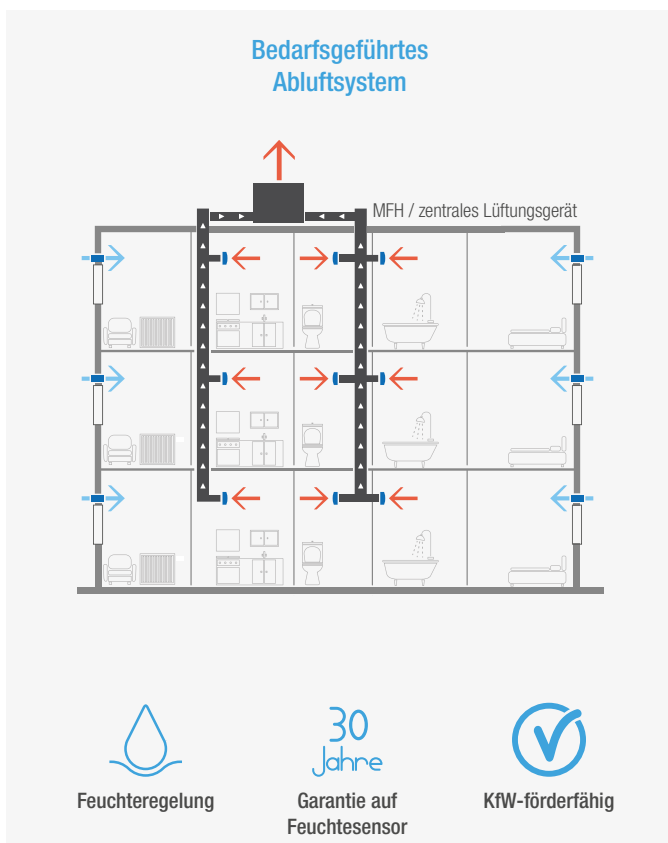 Bedarfsgeführtes
Abluftsystem
MFH / zentrales Lüftungsgerät
30
Jahre
Feuchteregelung
Garantie auf
Feuchtesensor
KfW-förderfähig